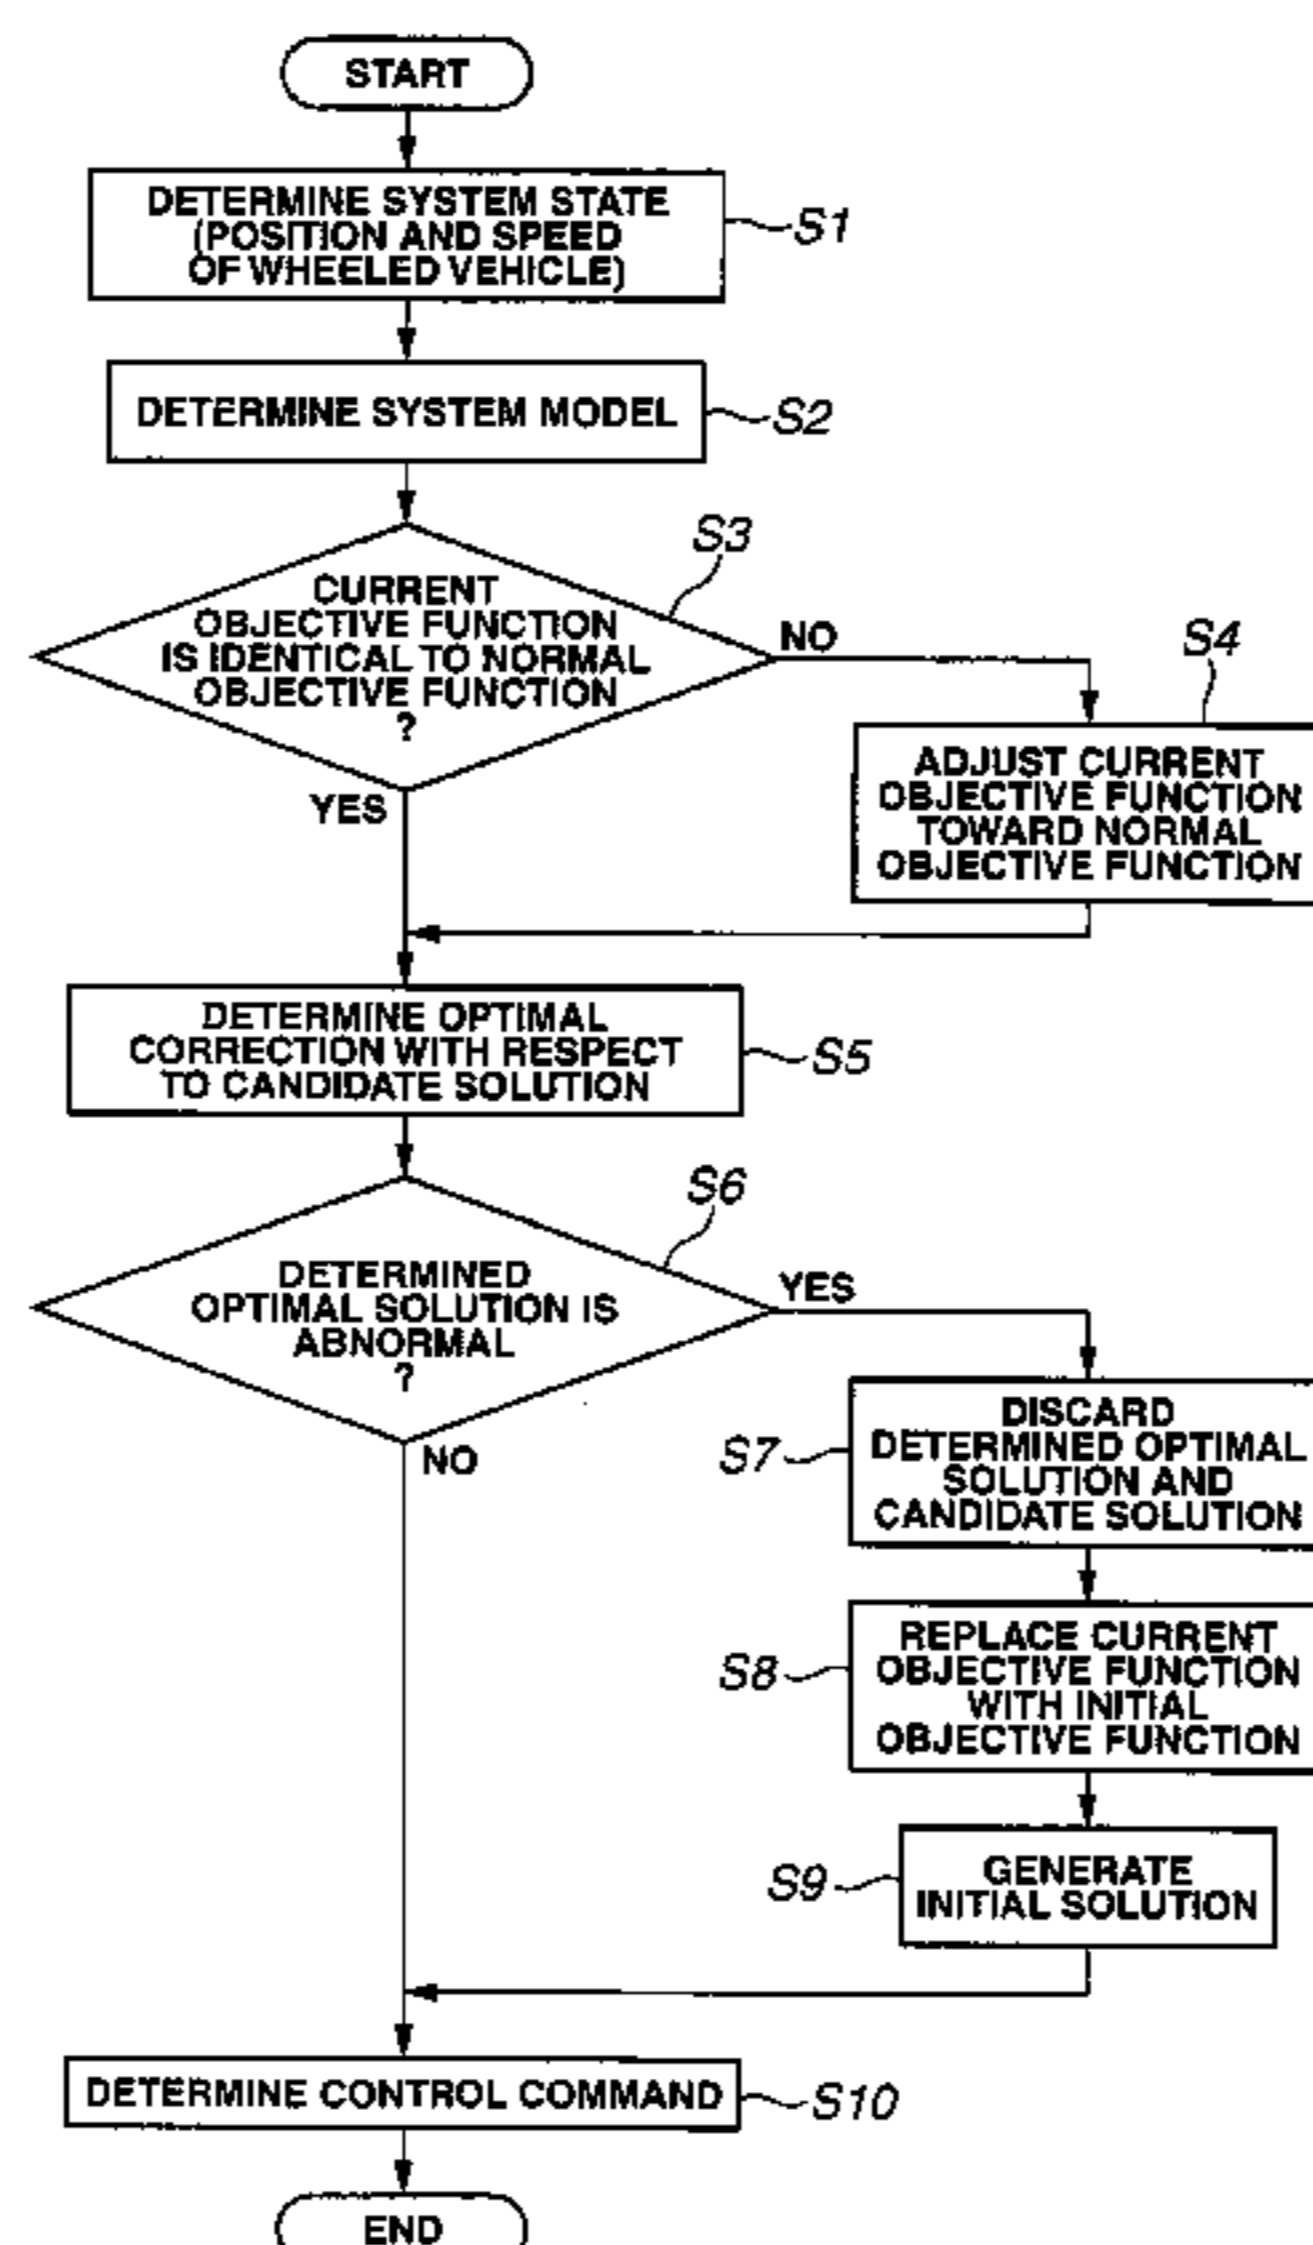 START
DETERMINE SYSTEM STATE
(POSITION AND SPEED
OF WHEELED VEHICLE)
S1
DETERMINE SYSTEM MODEL
S2
S3
CURRENT
OBJECTIVE FUNCTION
IS IDENTICAL TO NORMAL
OBJECTIVE FUNCTION
?
NO
YES
S4
ADJUST CURRENT
OBJECTIVE FUNCTION
TOWARD NORMAL
OBJECTIVE FUNCTION
DETERMINE OPTIMAL
CORRECTION WITH RESPECT
TO CANDIDATE SOLUTION
S5
S6
DETERMINED
OPTIMAL SOLUTION IS
ABNORMAL
?
YES
NO
S7
DISCARD
DETERMINED OPTIMAL
SOLUTION AND
CANDIDATE SOLUTION
S8
REPLACE CURRENT
OBJECTIVE FUNCTION
WITH INITIAL
OBJECTIVE FUNCTION
S9
GENERATE
INITIAL SOLUTION
DETERMINE CONTROL COMMAND
S10
END